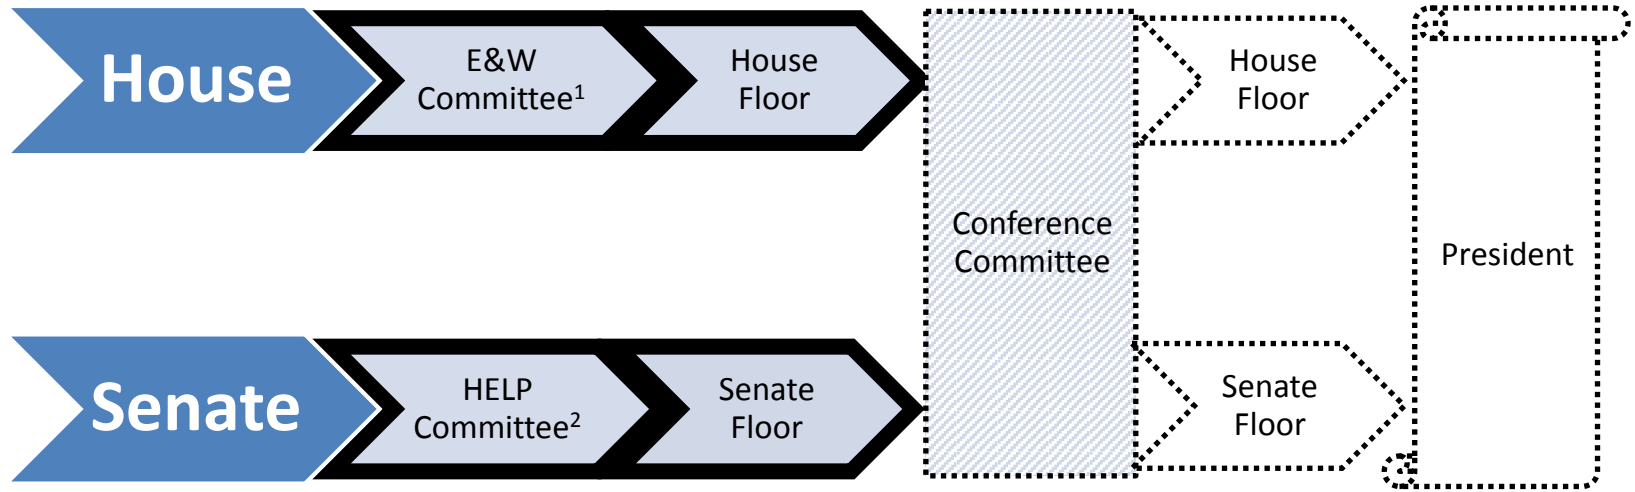 House
E&W
Committee¹
House
Floor
Conference
Committee
House
Floor
President
Senate
HELP
Committee²
Senate
Floor
Senate
Floor